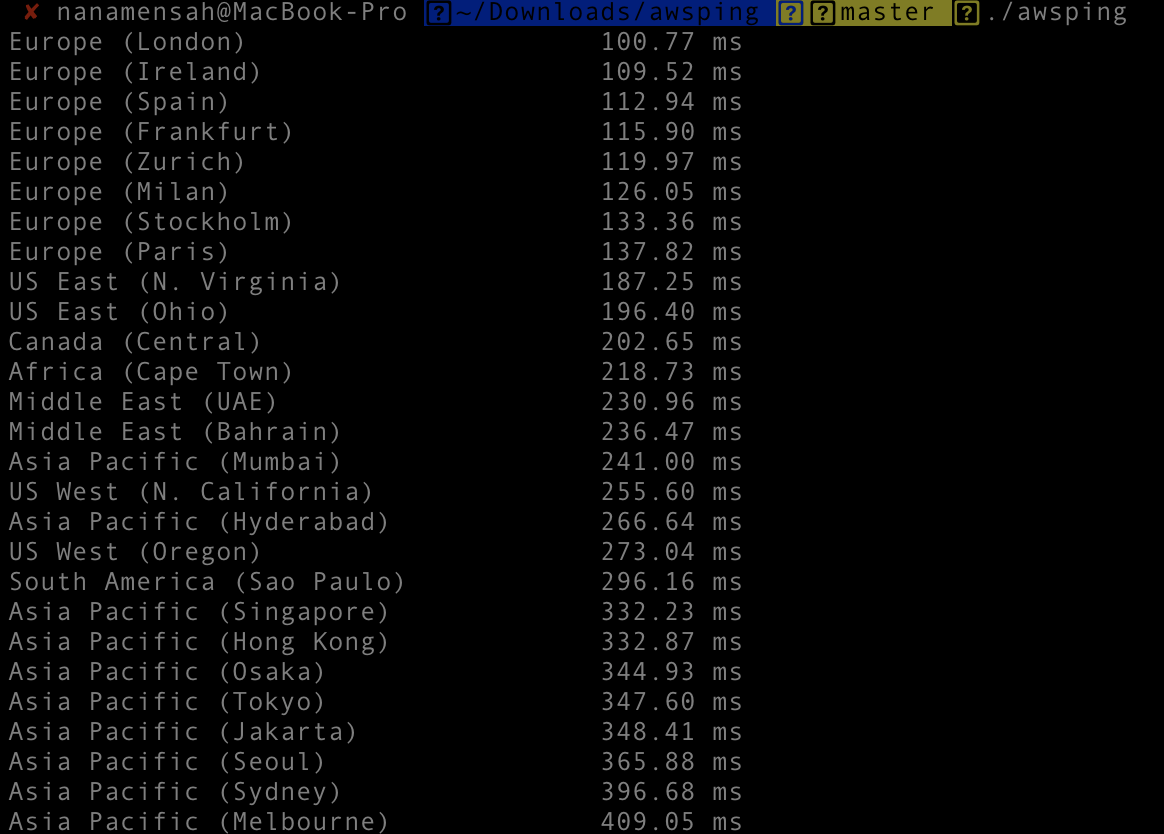 ✘ nanamensah@MacBook-Pro ~/Downloads/awsping master ./awsping
Europe (London) 100.77 ms
Europe (Ireland) 109.52 ms
Europe (Spain) 112.94 ms
Europe (Frankfurt) 115.90 ms
Europe (Zurich) 119.97 ms
Europe (Milan) 126.05 ms
Europe (Stockholm) 133.36 ms
Europe (Paris) 137.82 ms
US East (N. Virginia) 187.25 ms
US East (Ohio) 196.40 ms
Canada (Central) 202.65 ms
Africa (Cape Town) 218.73 ms
Middle East (UAE) 230.96 ms
Middle East (Bahrain) 236.47 ms
Asia Pacific (Mumbai) 241.00 ms
US West (N. California) 255.60 ms
Asia Pacific (Hyderabad) 266.64 ms
US West (Oregon) 273.04 ms
South America (Sao Paulo) 296.16 ms
Asia Pacific (Singapore) 332.23 ms
Asia Pacific (Hong Kong) 332.87 ms
Asia Pacific (Osaka) 344.93 ms
Asia Pacific (Tokyo) 347.60 ms
Asia Pacific (Jakarta) 348.41 ms
Asia Pacific (Seoul) 365.88 ms
Asia Pacific (Sydney) 396.68 ms
Asia Pacific (Melbourne) 409.05 ms